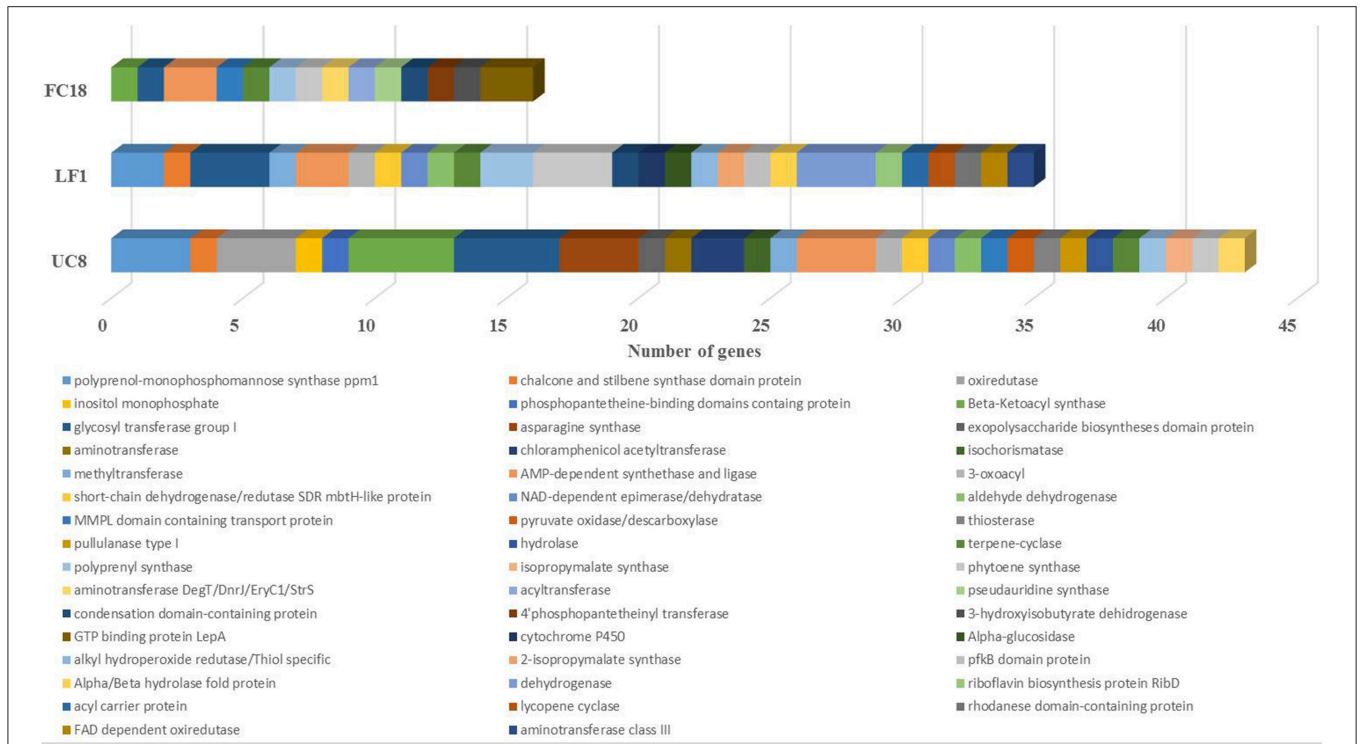 FC18
LF1
UC8
0 5 10 15 20 25 30 35 40 45
Number of genes
polyprenol-monophosphomannose synthase ppm1 chalcone and stilbene synthase domain protein oxiredutase
inositol monophosphate phosphopantetheine-binding domains containg protein Beta-Ketoacyl synthase
glycosyl transferase group I asparagine synthase exopolysaccharide biosyntheses domain protein
aminotransferase chloramphenicol acetyltransferase isochorismatase
methyltransferase AMP-dependent synthethase and ligase 3-oxoacyl
short-chain dehydrogenase/redutase SDR mbtH-like protein NAD-dependent epimerase/dehydratase aldehyde dehydrogenase
MMPL domain containing transport protein pyruvate oxidase/descarboxylase thiosterase
pullulanase type I hydrolase terpene-cyclase
polyprenyl synthase isopropymalate synthase phytoene synthase
aminotransferase DegT/DnrJ/EryC1/StrS acyltransferase pseudauridine synthase
condensation domain-containing protein 4'phosphopantetheinyl transferase 3-hydroxyisobutyrate dehidrogenase
GTP binding protein LepA cytochrome P450 Alpha-glucosidase
alkyl hydroperoxide redutase/Thiol specific 2-isopropymalate synthase pfkB domain protein
Alpha/Beta hydrolase fold protein dehydrogenase riboflavin biosynthesis protein RibD
acyl carrier protein lycopene cyclase rhodanese domain-containing protein
FAD dependent oxiredutase aminotransferase class III